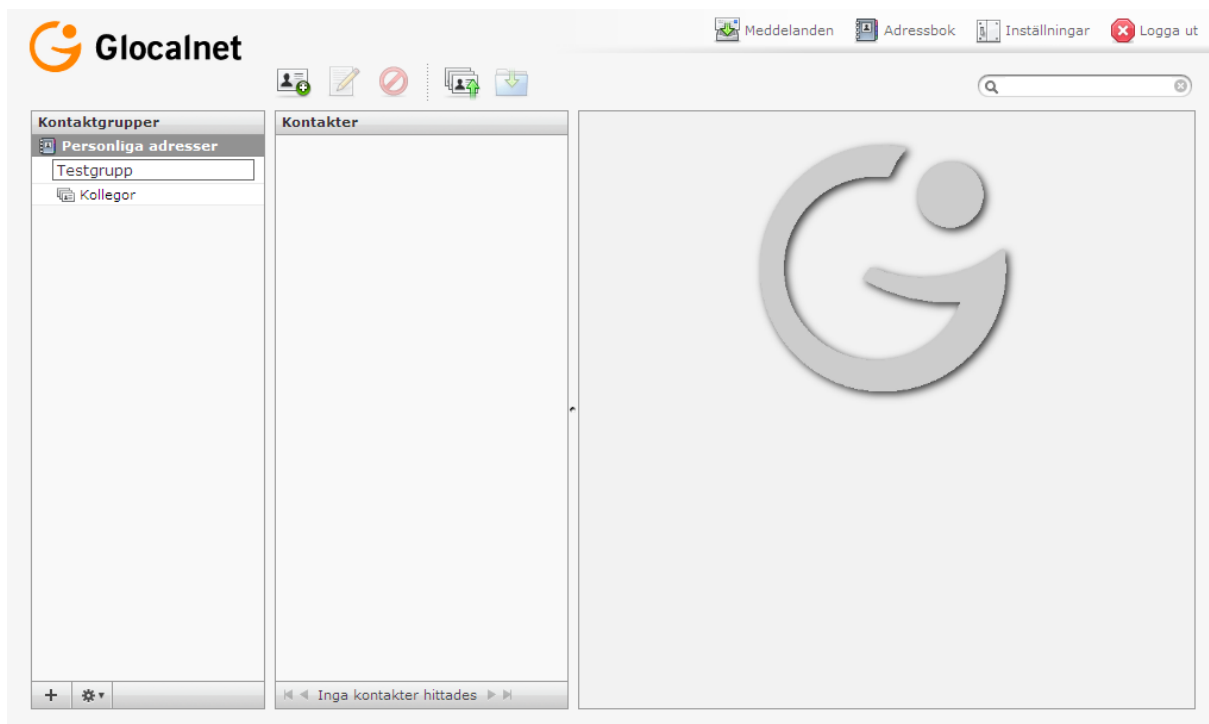 Glocalnet
Meddelanden
Adressbok
Inställningar
Logga ut
Kontaktgrupper
Personliga adresser
Testgrupp
Kollegor
Kontakter
Inga kontakter hittades